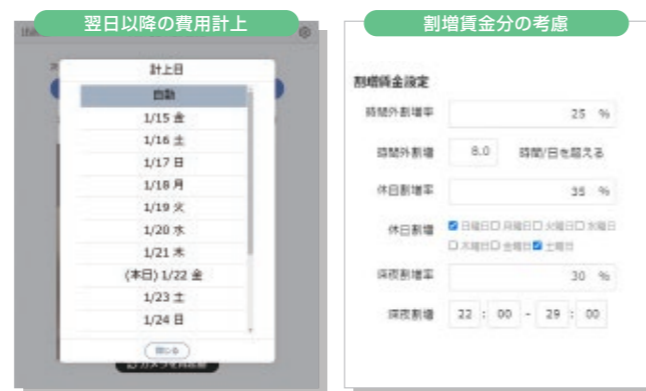 翌日以降の費用計上
計上日
自動
1/15 金
1/16 土
1/17 日
1/18 月
1/19 火
1/20 水
1/21 木
(本日) 1/22 金
1/23 土
1/24 日
閉じる
割増賃金分の考慮
割増賃金設定
時間外割増率 25 %
時間外割増 8.0 時間/日を超える
休日割増率 35 %
休日割増 日曜日 月曜日 火曜日 水曜日
木曜日 金曜日 土曜日
深夜割増率 30 %
深夜割増 22 : 00 - 29 : 00